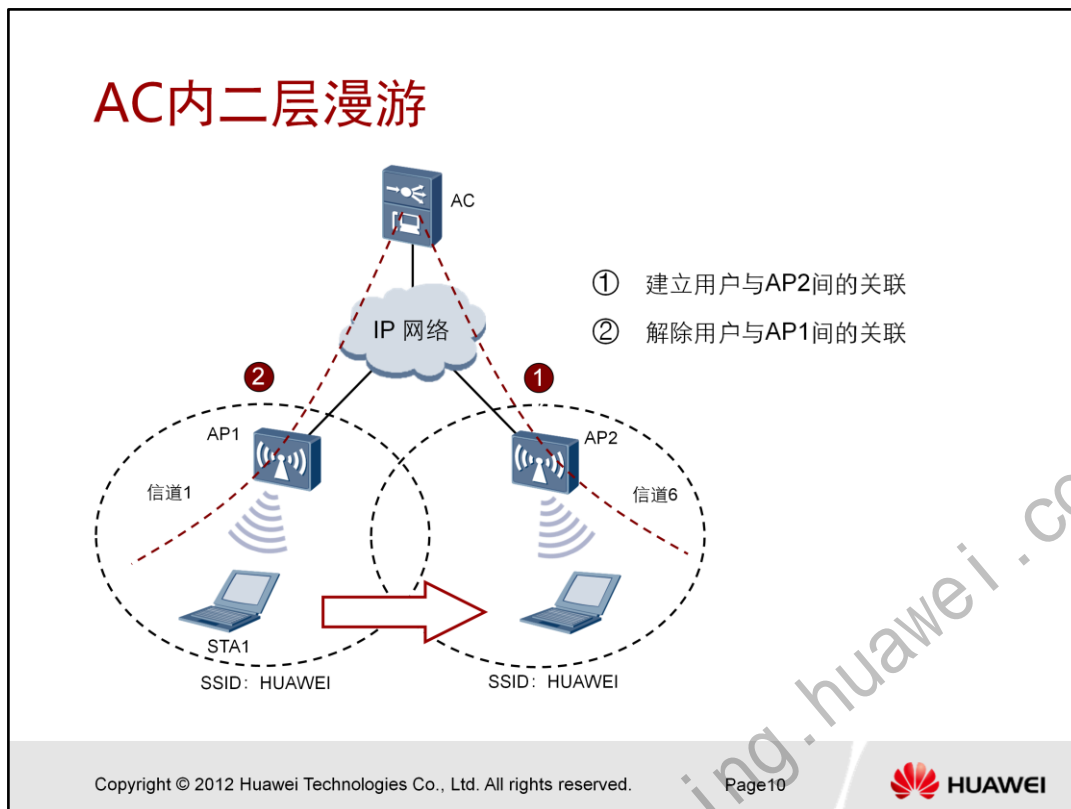 AC内二层漫游
AC
① 建立用户与AP2间的关联
IP 网络
② 解除用户与AP1间的关联
2
1
AP1
AP2
信道1
信道6
STA1
SSID：HUAWEI
SSID：HUAWEI
ing.huawei.co
Copyright © 2012 Huawei Technologies Co., Ltd. All rights reserved.
Page10
HUAWEI